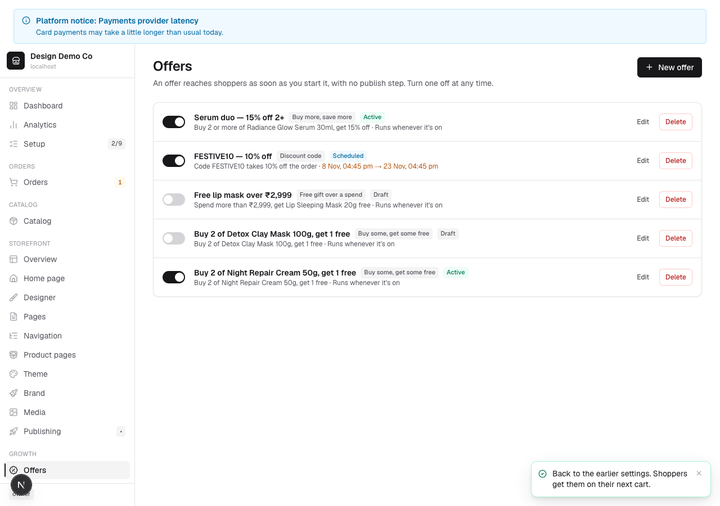 Platform notice: Payments provider latency
Card payments may take a little longer than usual today.
Design Demo Co
localhost
OVERVIEW
Dashboard
Analytics
Setup 2/9
ORDERS
Orders 1
CATALOG
Catalog
STOREFRONT
Overview
Home page
Designer
Pages
Navigation
Product pages
Theme
Brand
Media
Publishing
GROWTH
Offers
N
Offers
An offer reaches shoppers as soon as you start it, with no publish step. Turn one off at any time.
+ New offer
Serum duo — 15% off 2+ Buy more, save more Active
Buy 2 or more of Radiance Glow Serum 30ml, get 15% off · Runs whenever it's on
Edit Delete
FESTIVE10 — 10% off Discount code Scheduled
Code FESTIVE10 takes 10% off the order · 8 Nov, 04:45 pm → 23 Nov, 04:45 pm
Edit Delete
Free lip mask over ₹2,999 Free gift over a spend Draft
Spend more than ₹2,999, get Lip Sleeping Mask 20g free · Runs whenever it's on
Edit Delete
Buy 2 of Detox Clay Mask 100g, get 1 free Buy some, get some free Draft
Buy 2 of Detox Clay Mask 100g, get 1 free · Runs whenever it's on
Edit Delete
Buy 2 of Night Repair Cream 50g, get 1 free Buy some, get some free Active
Buy 2 of Night Repair Cream 50g, get 1 free · Runs whenever it's on
Edit Delete
Back to the earlier settings. Shoppers
get them on their next cart.